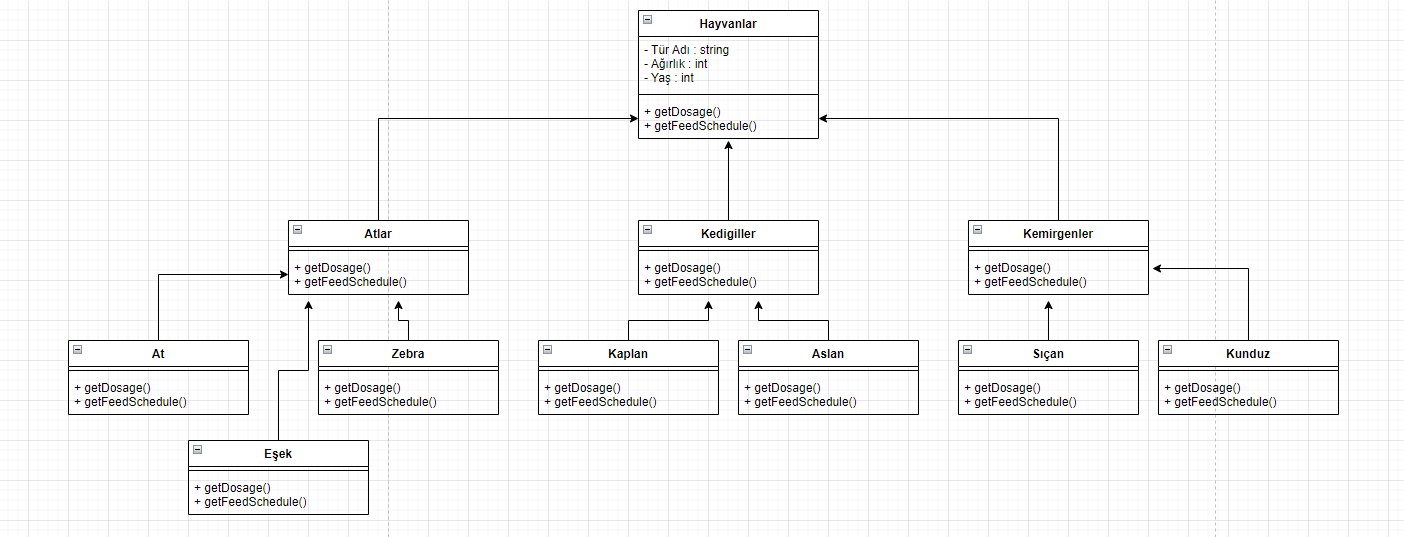 Hayvanlar
- Tür Adı : string
- Ağırlık : int
- Yaş : int
+ getDosage()
+ getFeedSchedule()
Atlar
+ getDosage()
+ getFeedSchedule()
Kedigiller
+ getDosage()
+ getFeedSchedule()
Kemirgenler
+ getDosage()
+ getFeedSchedule()
At
+ getDosage()
+ getFeedSchedule()
Zebra
+ getDosage()
+ getFeedSchedule()
Kaplan
+ getDosage()
+ getFeedSchedule()
Aslan
+ getDosage()
+ getFeedSchedule()
Sıçan
+ getDosage()
+ getFeedSchedule()
Kunduz
+ getDosage()
+ getFeedSchedule()
Eşek
+ getDosage()
+ getFeedSchedule()